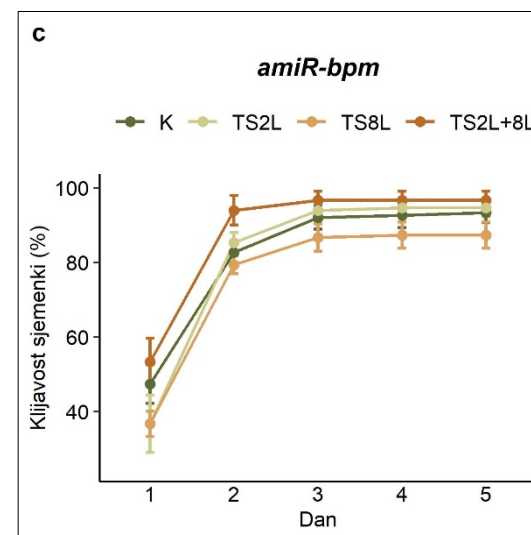 c
amiR-bpm
K TS2L TS8L TS2L+8L
100
80
60
40
Klijavost sjemenki (%)
1 2 3 4 5
Dan